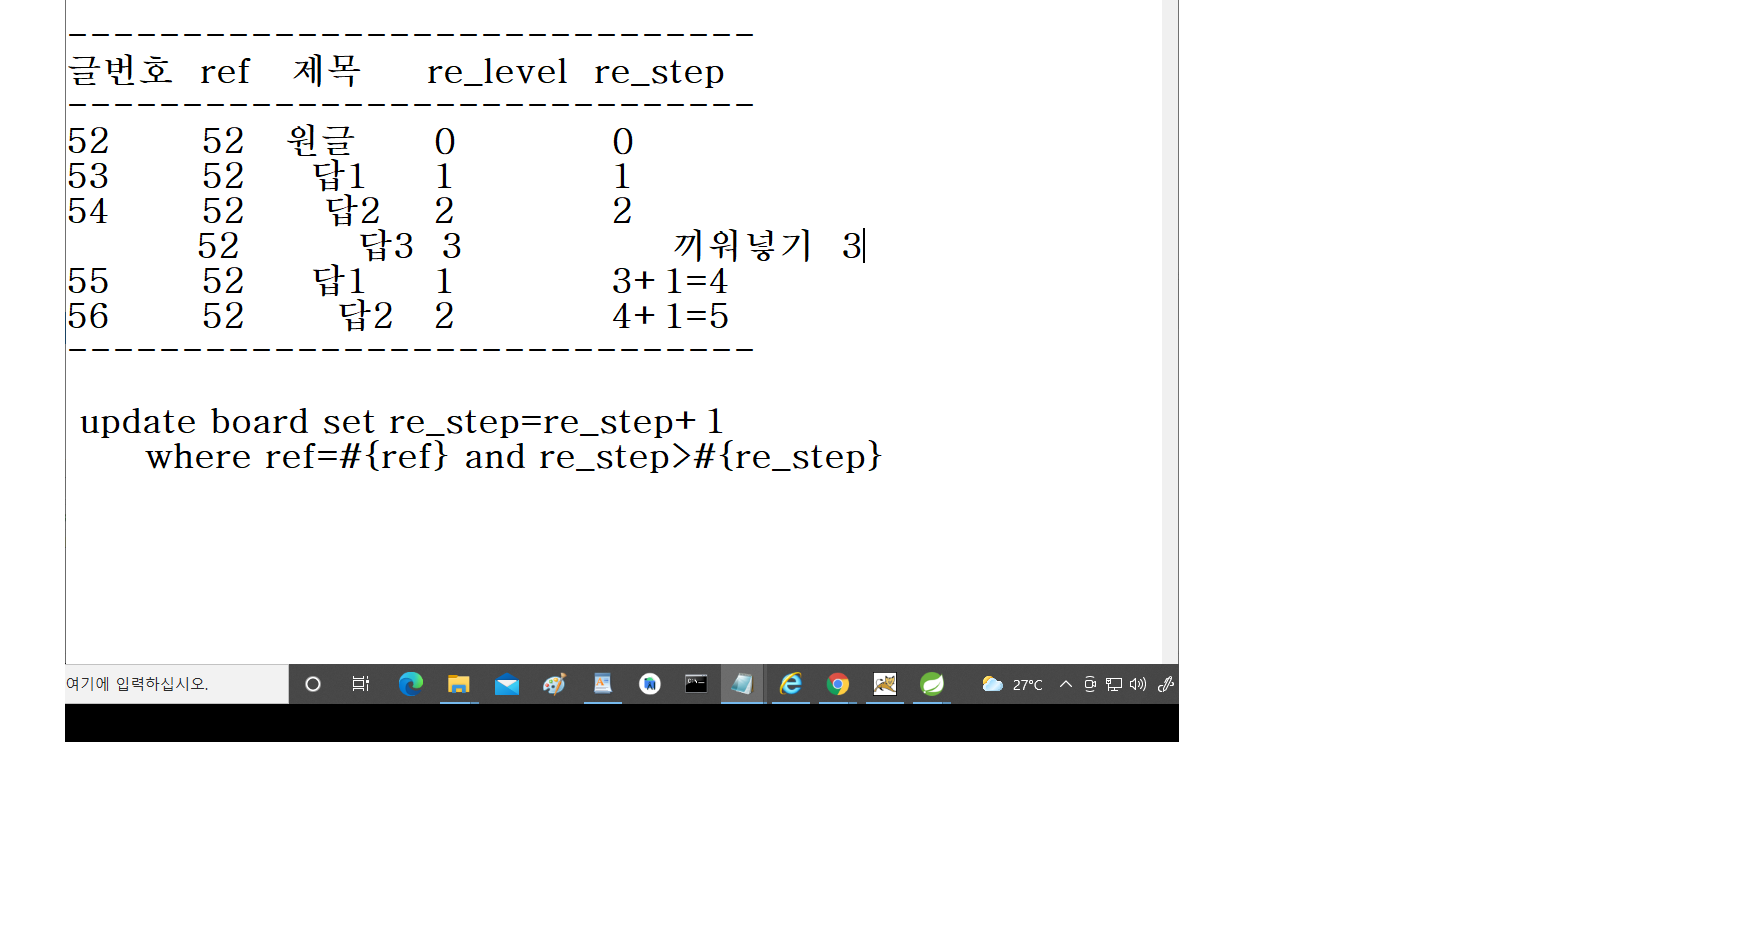 ------------------------------
글번호 ref 제목 re_level re_step
------------------------------
52 52 원글 0 0
53 52 답1 1 1
54 52 답2 2 2
52 답3 3 끼워넣기 3
55 52 답1 1 3+1=4
56 52 답2 2 4+1=5
------------------------------
update board set re_step=re_step+1
where ref=#{ref} and re_step>#{re_step}
여기에 입력하십시오. 27°C